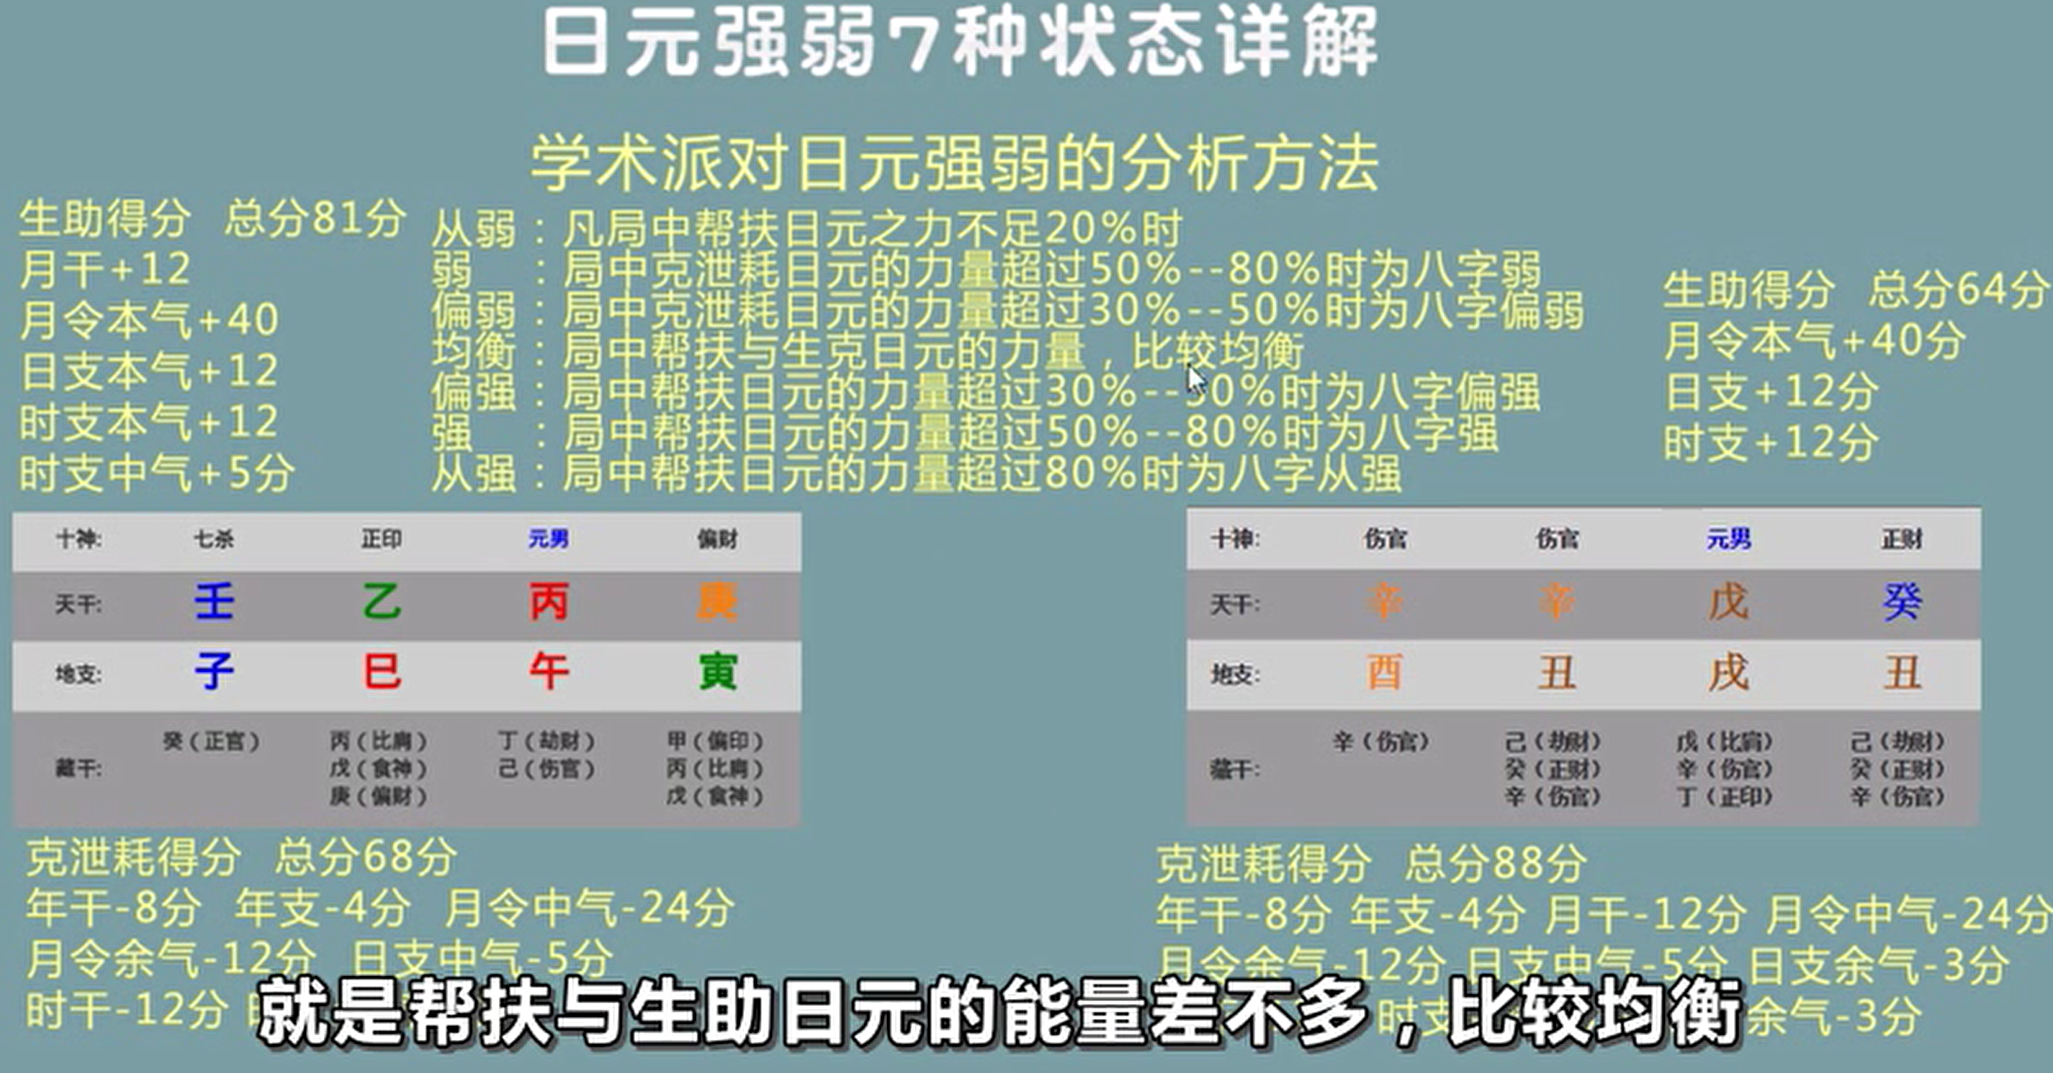 日元强弱7种状态详解
学术派对日元强弱的分析方法
生助得分 总分81分
月干+12
月令本气+40
日支本气+12
时支本气+12
时支中气+5分
从弱：凡局中帮扶日元之力不足20%时
弱 ：局中克泄耗日元的力量超过50%--80%时为八字弱
偏弱：局中克泄耗日元的力量超过30%--50%时为八字偏弱
均衡：局中帮扶与生克日元的力量，比较均衡
偏强：局中帮扶日元的力量超过30%--50%时为八字偏强
强 ：局中帮扶日元的力量超过50%--80%时为八字强
从强：局中帮扶日元的力量超过80%时为八字从强
生助得分 总分64分
月令本气+40分
日支+12分
时支+12分
十神: 七杀 正印 元男 偏财
天干: 壬 乙 丙 庚
地支: 子 巳 午 寅
藏干: 癸（正官） 丙（比肩） 丁（劫财） 甲（偏印）
戊（食神） 己（伤官） 丙（比肩）
庚（偏财） 戊（食神）
十神: 伤官 伤官 元男 正财
天干: 辛 辛 戊 癸
地支: 酉 丑 戌 丑
藏干: 辛（伤官） 己（劫财） 戊（比肩） 己（劫财）
癸（正财） 辛（伤官） 癸（正财）
辛（伤官） 丁（正印） 辛（伤官）
克泄耗得分 总分68分
年干-8分 年支-4分 月令中气-24分
月令余气-12分 日支中气-5分
时干-12分
克泄耗得分 总分88分
年干-8分 年支-4分 月干-12分 月令中气-24分
月令余气-12分 日支中气-5分 日支余气-3分
时支 余气-3分
就是帮扶与生助日元的能量差不多，比较均衡